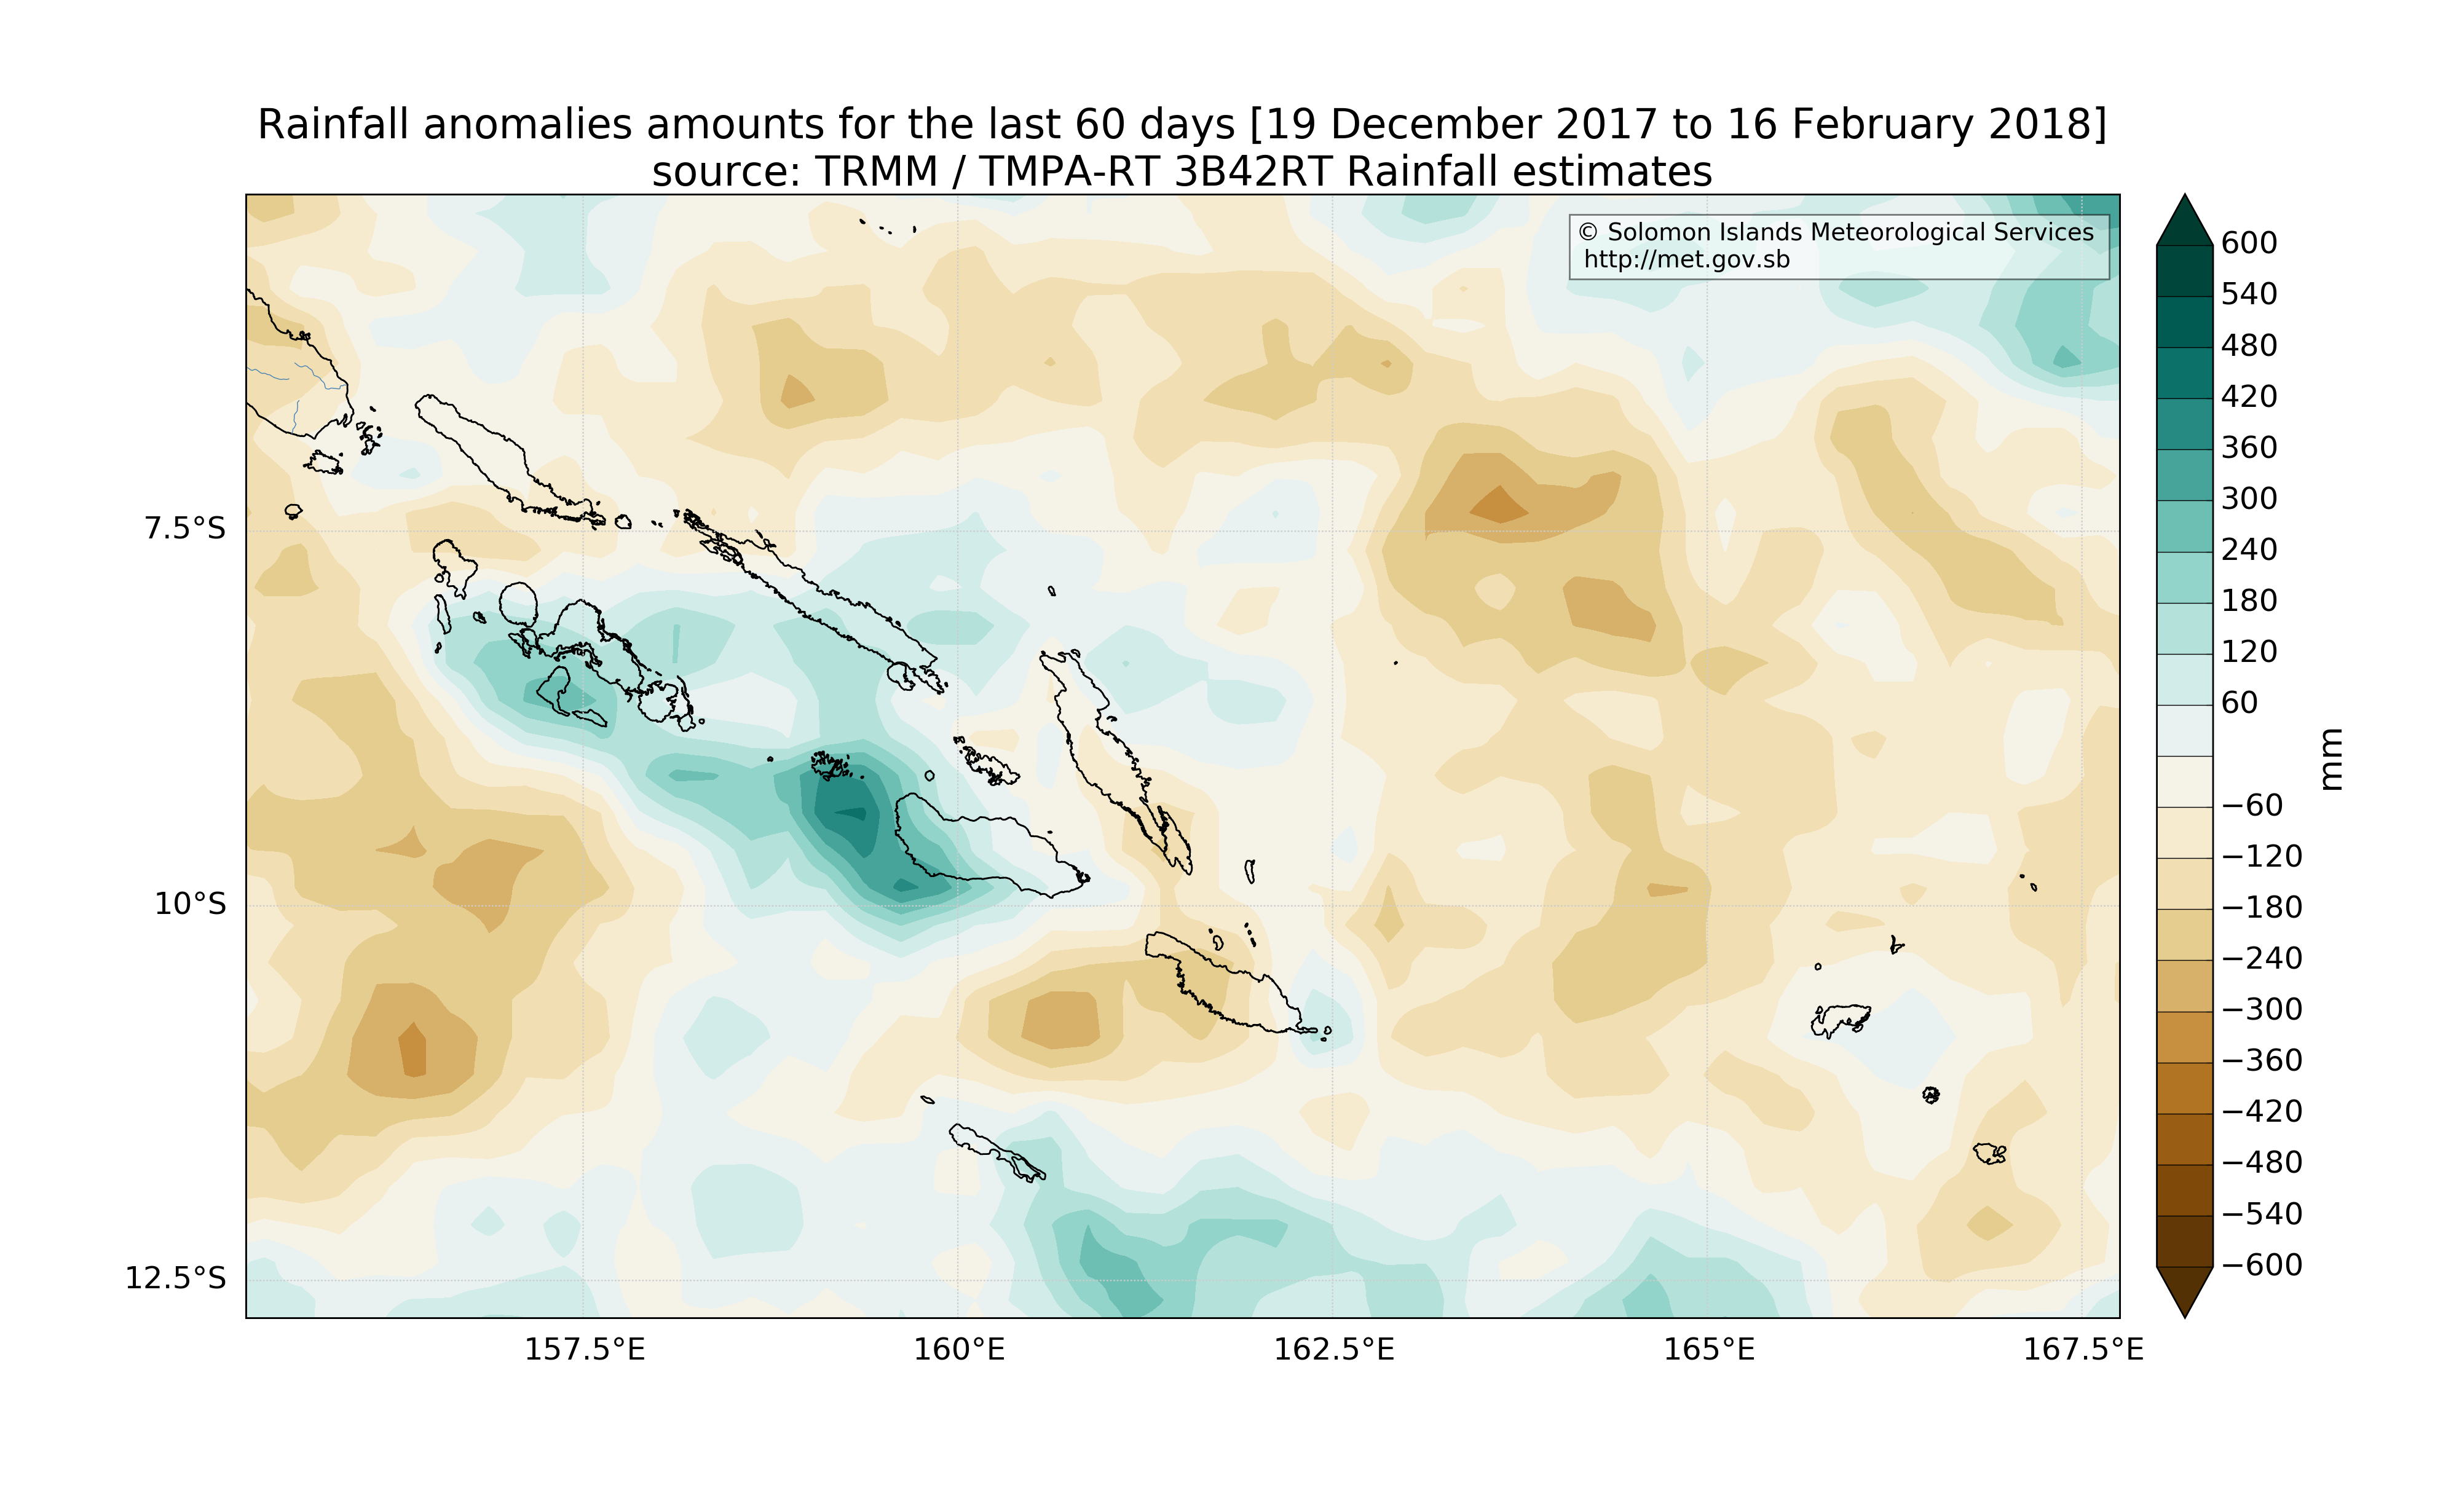 Rainfall anomalies amounts for the last 60 days [19 December 2017 to 16 February 2018]
source: TRMM / TMPA-RT 3B42RT Rainfall estimates
© Solomon Islands Meteorological Services
http://met.gov.sb
7.5°S
10°S
12.5°S
157.5°E
160°E
162.5°E
165°E
167.5°E
600
540
480
420
360
300
240
180
120
60
−60
−120
−180
−240
−300
−360
−420
−480
−540
−600
mm